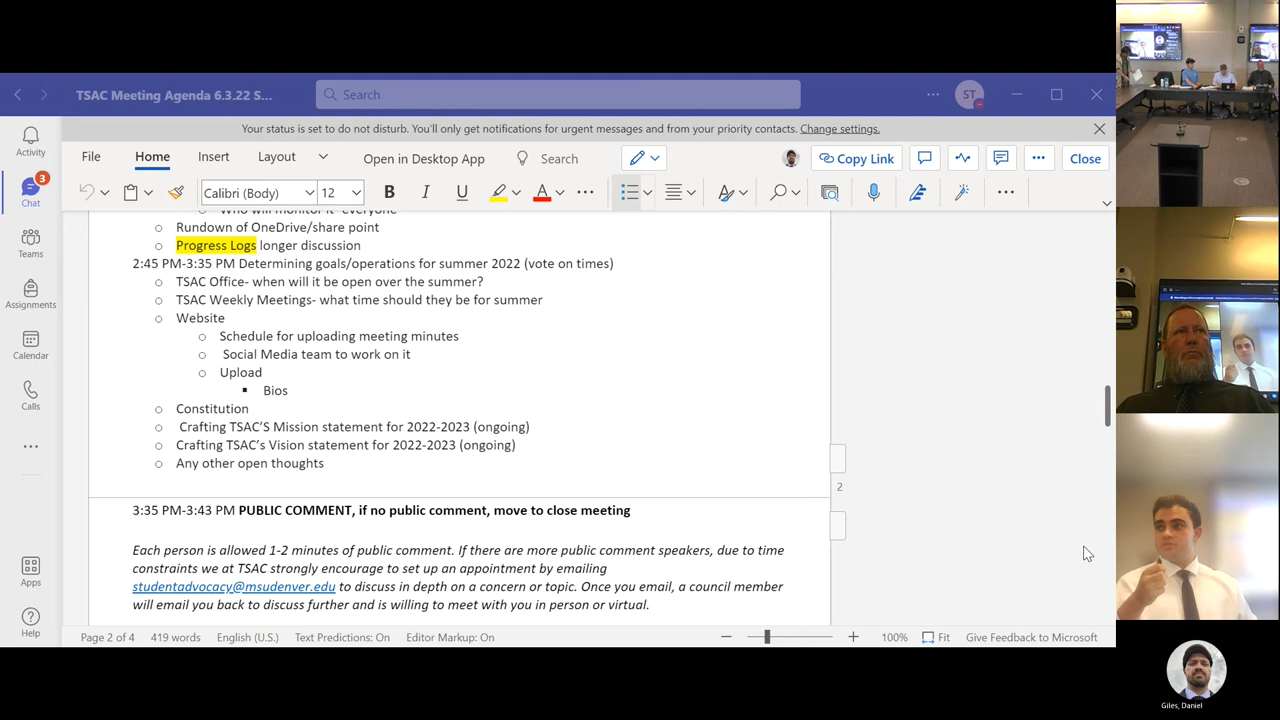 TSAC Meeting Agenda 6.3.22 S...
Search
ST
Your status is set to do not disturb. You'll only get notifications for urgent messages and from your priority contacts. Change settings.
File Home Insert Layout Open in Desktop App Search Copy Link Close
Calibri (Body) 12 B I U A
Activity
3
Chat
Teams
Assignments
Calendar
Calls
Apps
Help
Who will monitor it- everyone
Rundown of OneDrive/share point
Progress Logs longer discussion
2:45 PM-3:35 PM Determining goals/operations for summer 2022 (vote on times)
TSAC Office- when will it be open over the summer?
TSAC Weekly Meetings- what time should they be for summer
Website
Schedule for uploading meeting minutes
Social Media team to work on it
Upload
Bios
Constitution
Crafting TSAC'S Mission statement for 2022-2023 (ongoing)
Crafting TSAC's Vision statement for 2022-2023 (ongoing)
Any other open thoughts
2
3:35 PM-3:43 PM PUBLIC COMMENT, if no public comment, move to close meeting
Each person is allowed 1-2 minutes of public comment. If there are more public comment speakers, due to time
constraints we at TSAC strongly encourage to set up an appointment by emailing
studentadvocacy@msudenver.edu to discuss in depth on a concern or topic. Once you email, a council member
will email you back to discuss further and is willing to meet with you in person or virtual.
Page 2 of 4 419 words English (U.S.) Text Predictions: On Editor Markup: On 100% Fit Give Feedback to Microsoft
Giles, Daniel